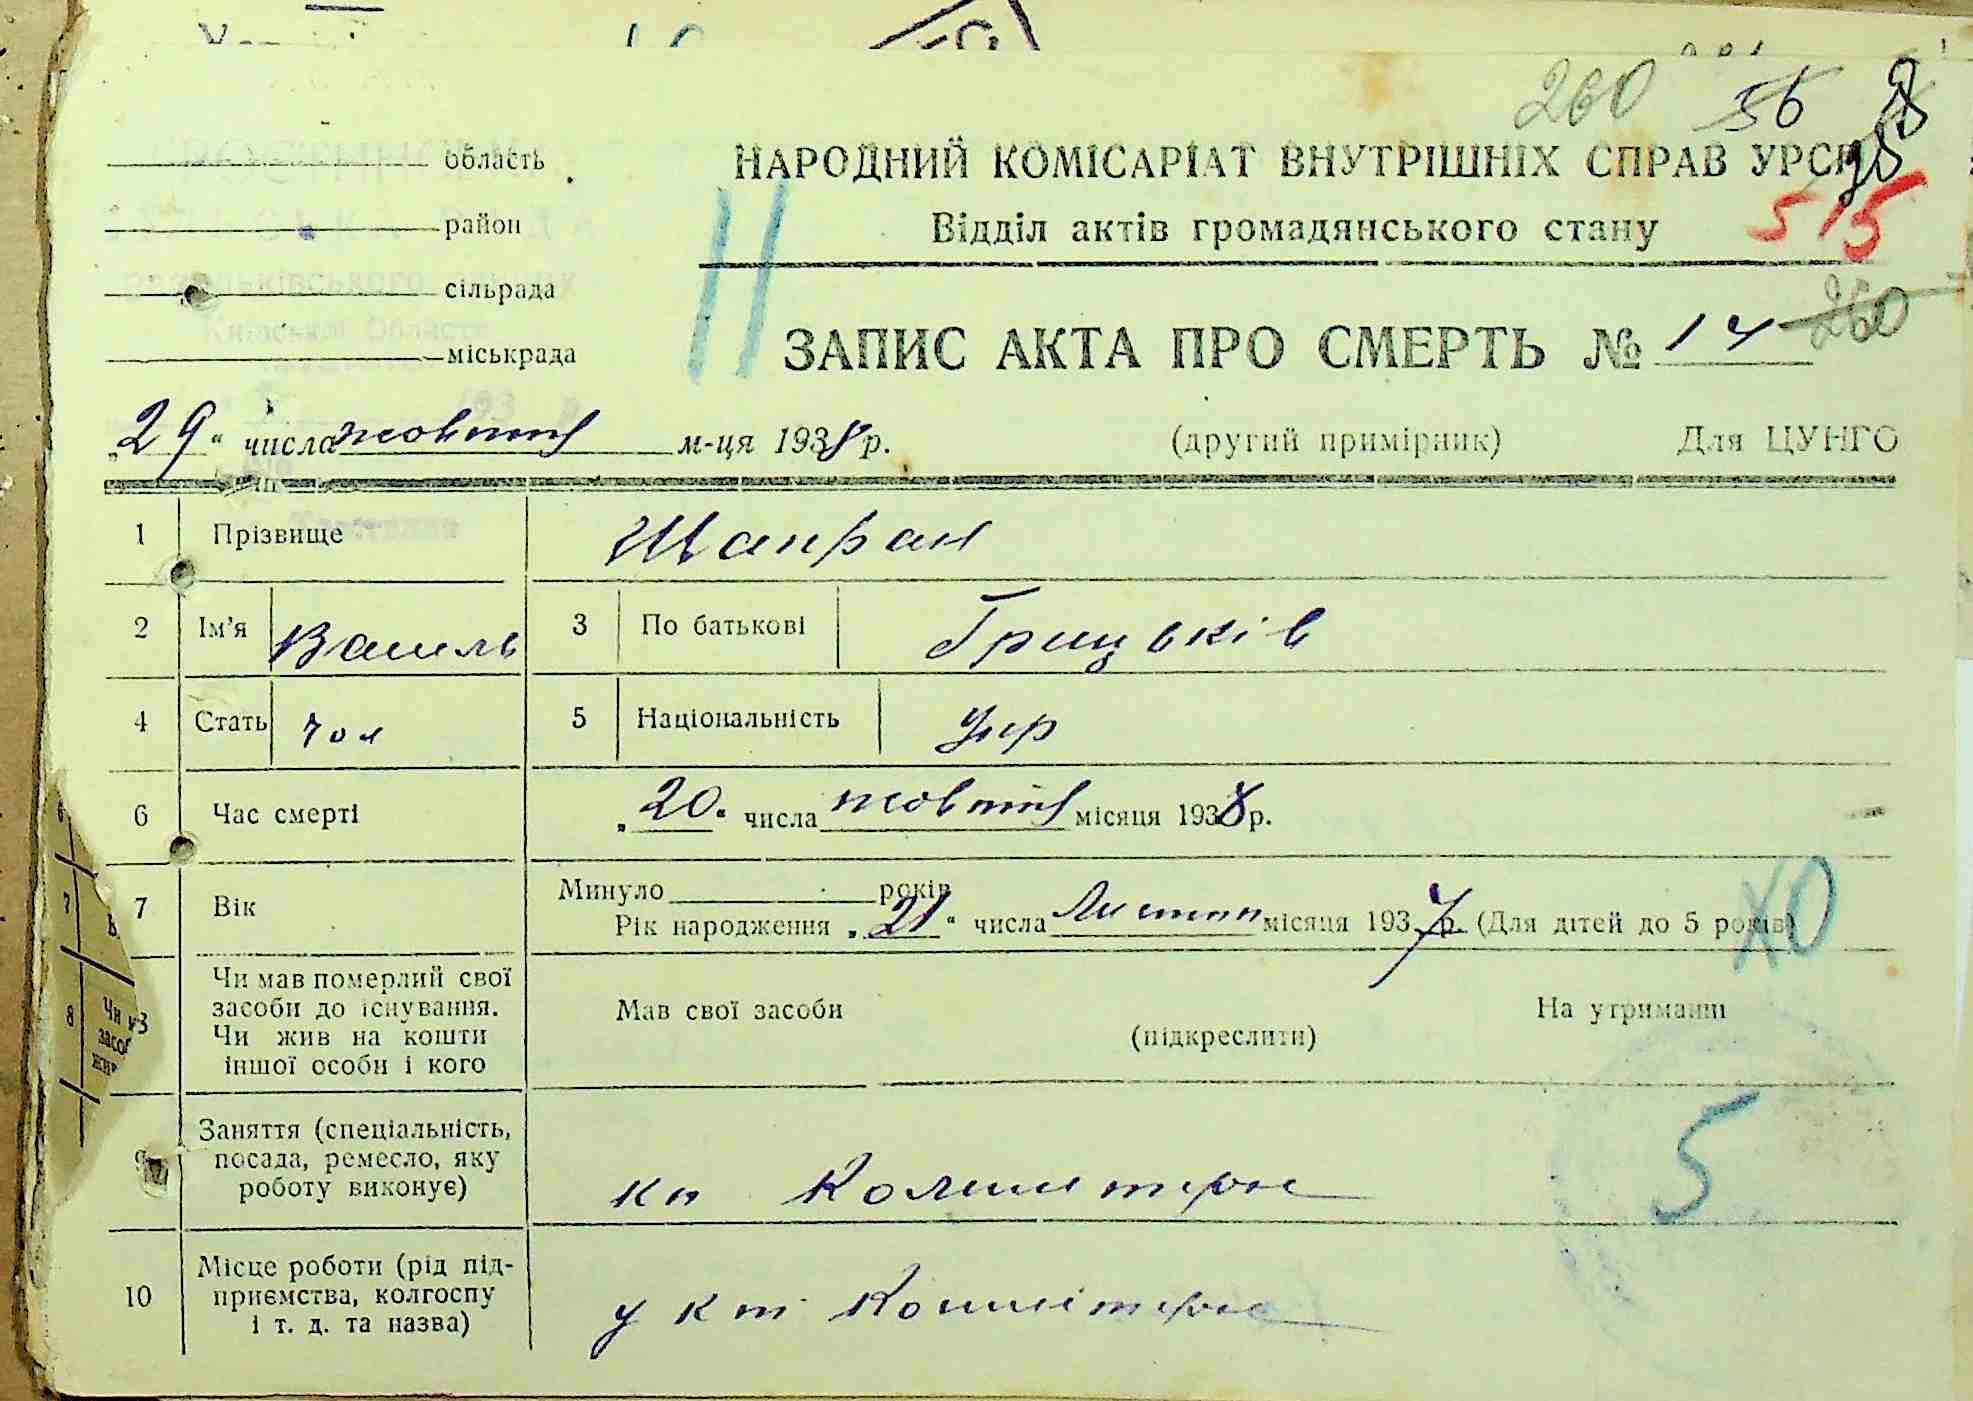 260 56
область
НАРОДНИЙ КОМІСАРІАТ ВНУТРІШНІХ СПРАВ УРСР
район
Відділ актів громадянського стану
515
сільрада
ЗАПИС АКТА ПРО СМЕРТЬ № 14
260
міськрада
„29“ числа жовтня м-ця 1938 р.
(другий примірник)
Для ЦУНГО
1 Прізвище Шапран
2 Ім'я Василь 3 По батькові Грицьків
4 Стать чол 5 Національність укр
6 Час смерті „20“ числа жовтня місяця 1938 р.
7 Вік Минуло років
Рік народження „21“ числа Листоп місяця 1937 р. (Для дітей до 5 років)
Чи мав померлий свої
засоби до існування.
Чи жив на кошти
іншої особи і кого
Мав свої засоби
(підкреслити)
На утриманні
5
9 Заняття (спеціальність,
посада, ремесло, яку
роботу виконує)
10 Місце роботи (рід під-
приємства, колгоспу
і т. д. та назва)